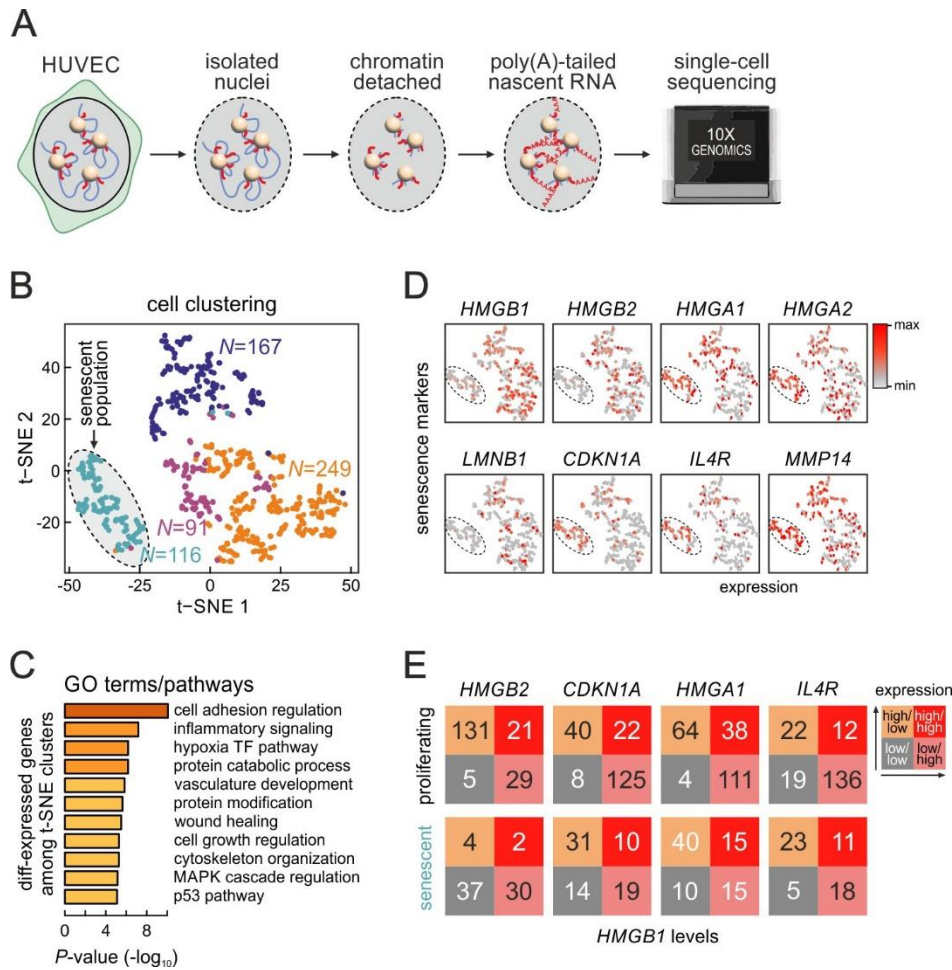 A
HUVEC
isolated
nuclei
chromatin
detached
poly(A)-tailed
nascent RNA
single-cell
sequencing
10X
GENOMICS
B
cell clustering
senescent
population
N=167
N=249
N=91
N=116
40
20
0
-20
t-SNE 2
-50
-25
0
25
50
t-SNE 1
C
GO terms/pathways
diff-expressed genes
among t-SNE clusters
cell adhesion regulation
inflammatory signaling
hypoxia TF pathway
protein catabolic process
vasculature development
protein modification
wound healing
cell growth regulation
cytoskeleton organization
MAPK cascade regulation
p53 pathway
0 4 8
P-value (-log10)
D
HMGB1 HMGB2 HMGA1 HMGA2
max
min
senescence markers
LMNB1 CDKN1A IL4R MMP14
expression
E
HMGB2 CDKN1A HMGA1 IL4R
expression
high/
low
high/
high
low/
low
low/
high
proliferating
131 21 40 22 64 38 22 12
5 29 8 125 4 111 19 136
senescent
4 2 31 10 40 15 23 11
37 30 14 19 10 15 5 18
HMGB1 levels